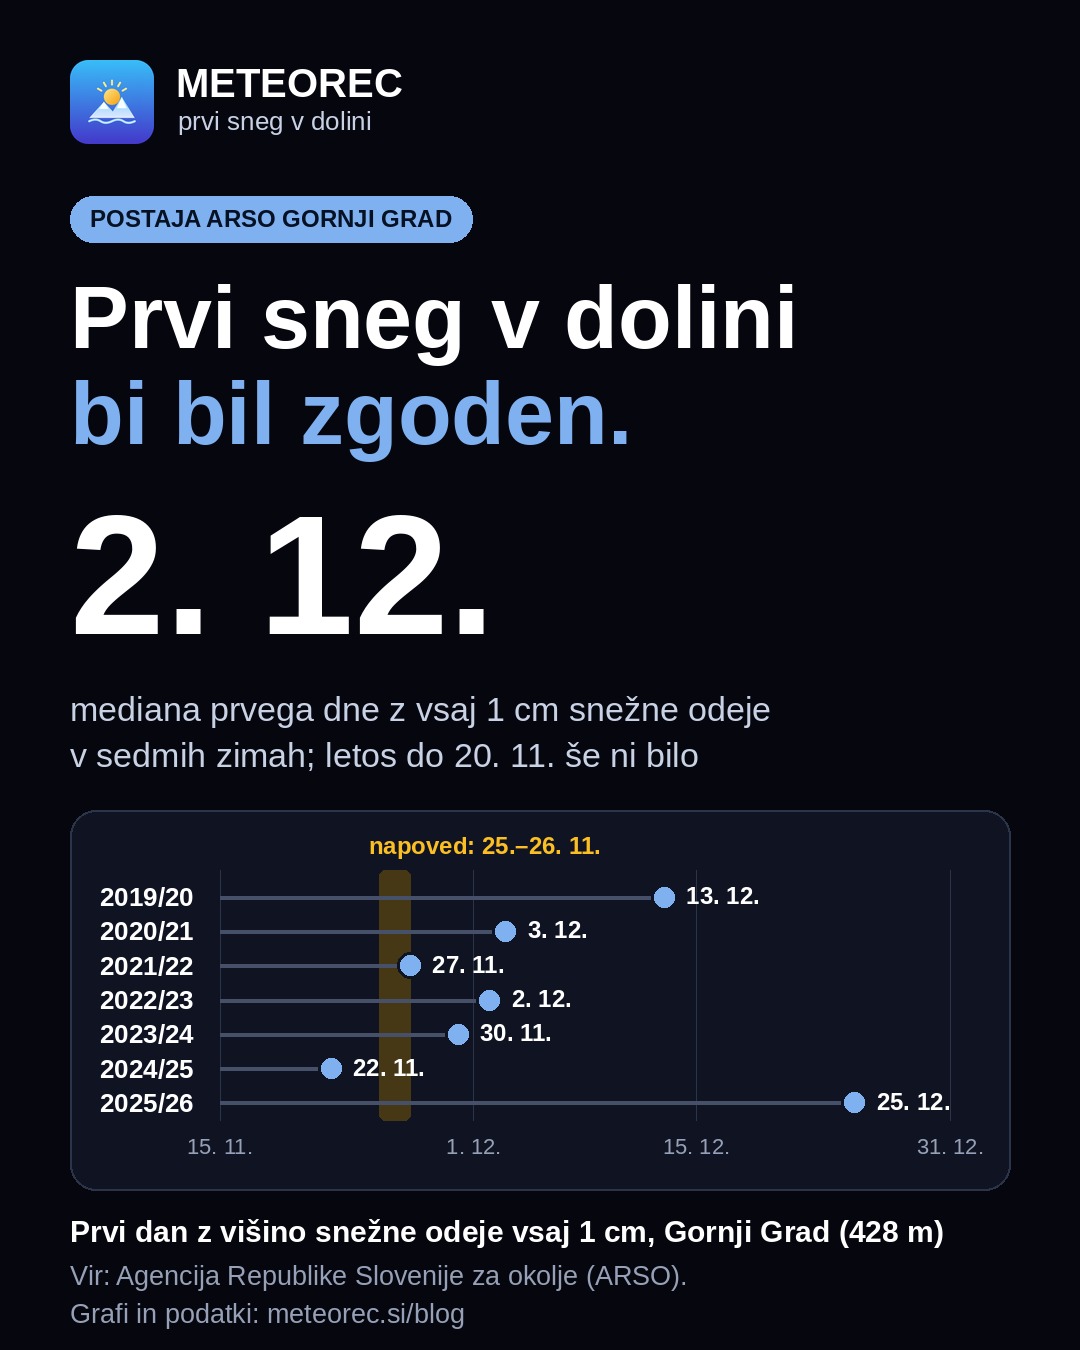 METEOREC
prvi sneg v dolini
POSTAJA ARSO GORNJI GRAD
Prvi sneg v dolini
bi bil zgoden.
2. 12.
mediana prvega dne z vsaj 1 cm snežne odeje
v sedmih zimah; letos do 20. 11. še ni bilo
napoved: 25.–26. 11.
2019/20 13. 12.
2020/21 3. 12.
2021/22 27. 11.
2022/23 2. 12.
2023/24 30. 11.
2024/25 22. 11.
2025/26 25. 12.
15. 11. 1. 12. 15. 12. 31. 12.
Prvi dan z višino snežne odeje vsaj 1 cm, Gornji Grad (428 m)
Vir: Agencija Republike Slovenije za okolje (ARSO).
Grafi in podatki: meteorec.si/blog